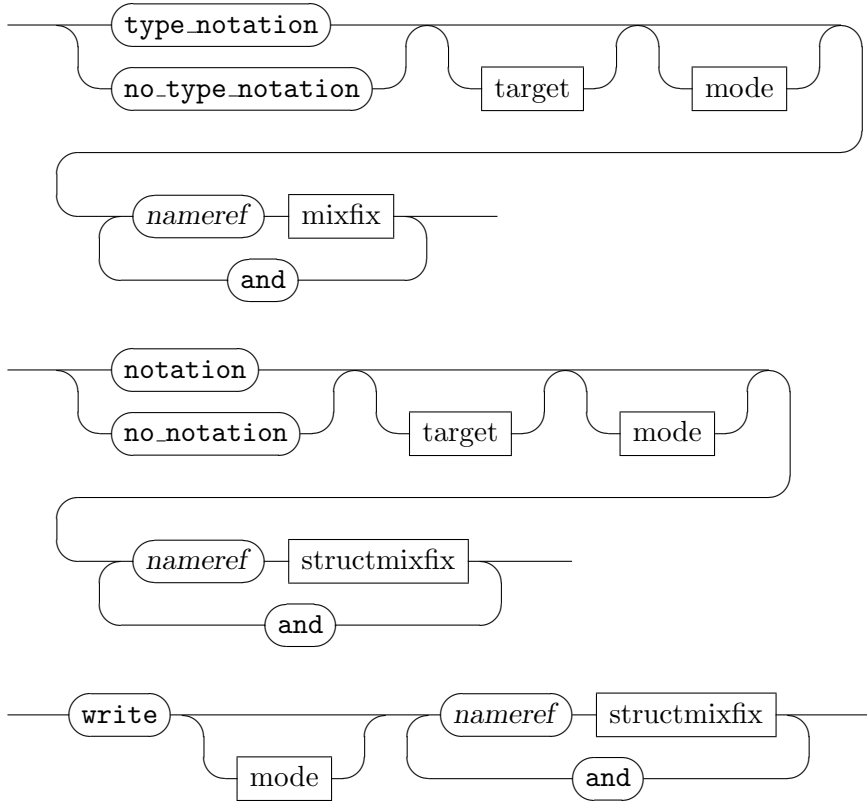 type_notation
no_type_notation target mode
nameref mixfix
and
notation
no_notation target mode
nameref structmixfix
and
write nameref structmixfix
mode and